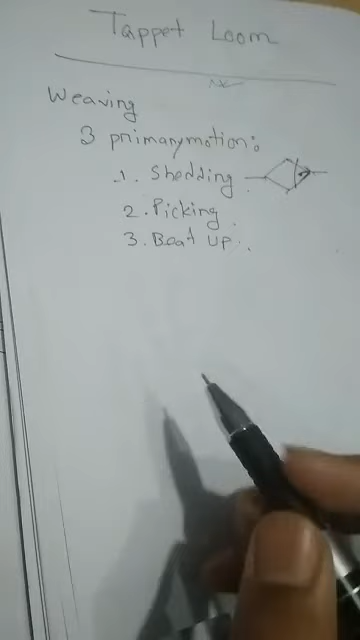 Tappet Loom
Weaving
3 primarymotion:
1. Shedding
2. Picking
3. Beat Up.